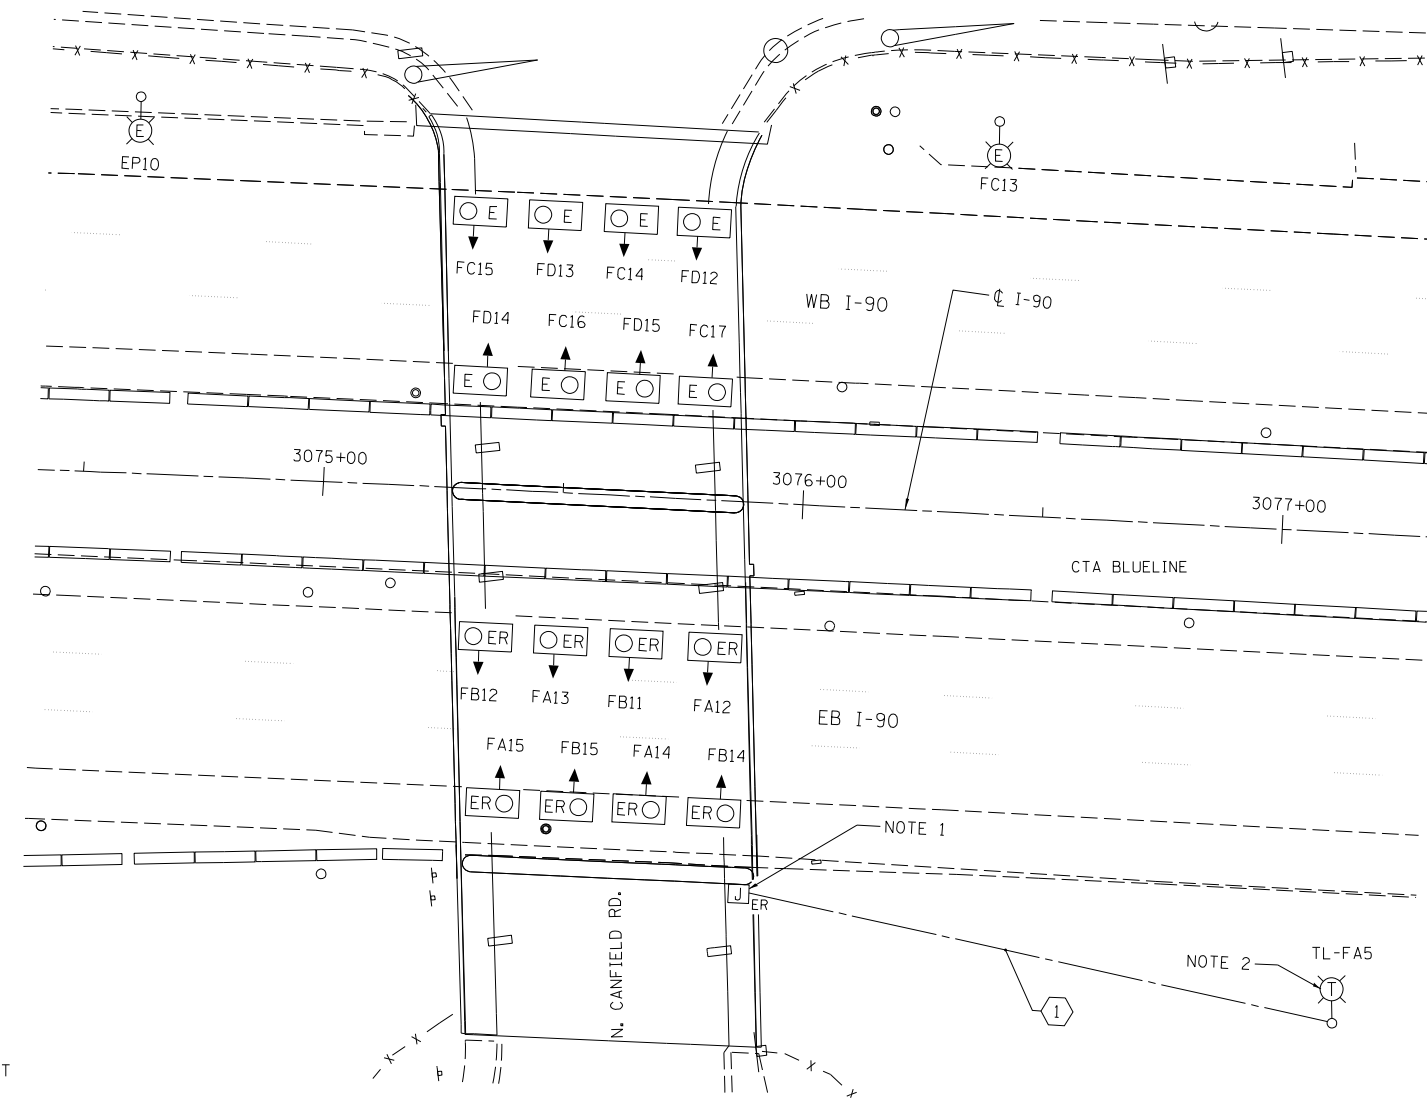 E
EP10
E
FC13
E
E
E
E
FC15
FD13
FC14
FD12
WB I-90
℄ I-90
FD14
FC16
FD15
FC17
E
E
E
E
3075+00
3076+00
3077+00
CTA BLUELINE
ER
ER
ER
ER
FB12
FA13
FB11
FA12
EB I-90
FA15
FB15
FA14
FB14
ER
ER
ER
ER
NOTE 1
J
ER
N. CANFIELD RD.
NOTE 2
TL-FA5
T
1
T